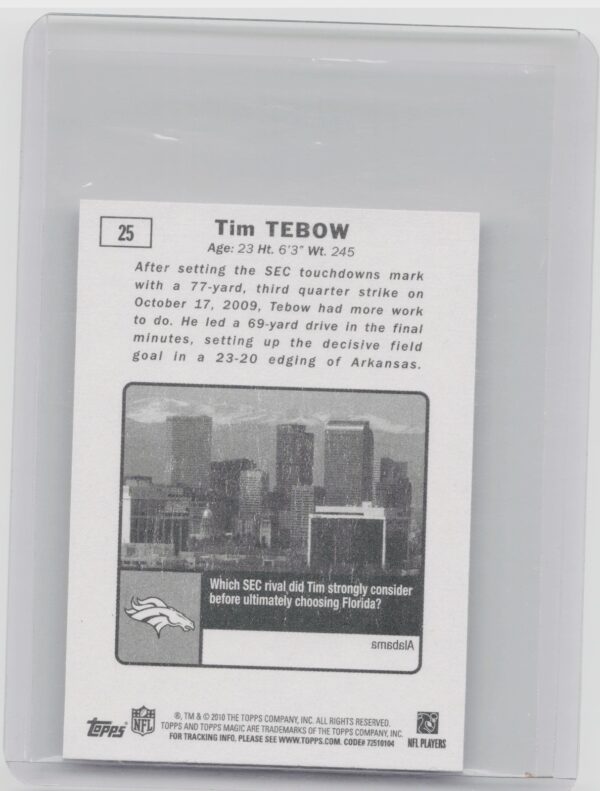 25
Tim TEBOW
Age: 23 Ht. 6'3" Wt. 245
After setting the SEC touchdowns mark
with a 77-yard, third quarter strike on
October 17, 2009, Tebow had more work
to do. He led a 69-yard drive in the final
minutes, setting up the decisive field
goal in a 23-20 edging of Arkansas.
Which SEC rival did Tim strongly consider
before ultimately choosing Florida?
Alabama
Topps
NFL
®, TM & © 2010 THE TOPPS COMPANY, INC. ALL RIGHTS RESERVED.
TOPPS AND TOPPS MAGIC ARE TRADEMARKS OF THE TOPPS COMPANY, INC.
FOR TRACKING INFO. PLEASE SEE WWW.TOPPS.COM. CODE# 72510104
NFL PLAYERS